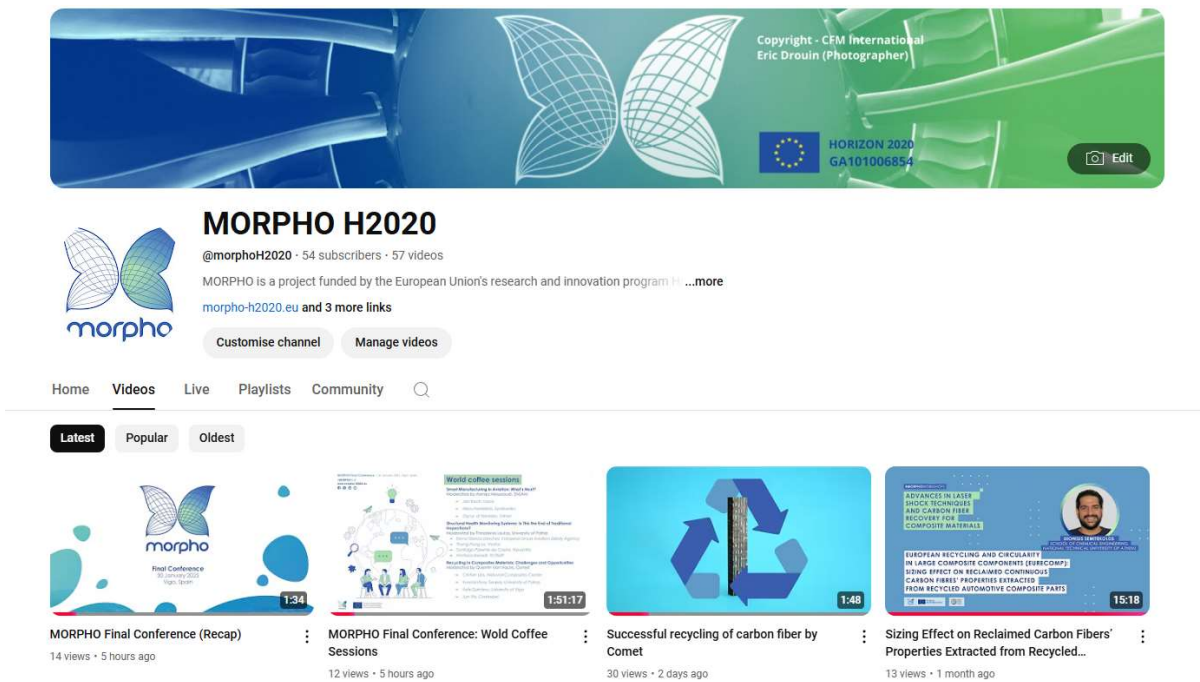 Copyright - CFM International
Eric Drouin (Photographer)
HORIZON 2020
GA101006854
Edit
morpho
MORPHO H2020
@morphoH2020 · 54 subscribers · 57 videos
MORPHO is a project funded by the European Union's research and innovation program ...more
morpho-h2020.eu and 3 more links
Customise channel
Manage videos
Home Videos Live Playlists Community
Latest Popular Oldest
morpho
Final Conference
30 January 2025
Vigo, Spain
1:34
World coffee sessions
1:51:17
1:48
ADVANCES IN LASER
SHOCK TECHNIQUES
AND CARBON FIBER
RECOVERY FOR
COMPOSITE MATERIALS
EUROPEAN RECYCLING AND CIRCULARITY
IN LARGE COMPOSITE COMPONENTS (EURECOMP):
SIZING EFFECT ON RECLAIMED CONTINUOUS
CARBON FIBRES' PROPERTIES EXTRACTED
FROM RECYCLED AUTOMOTIVE COMPOSITE PARTS
15:18
MORPHO Final Conference (Recap)
14 views • 5 hours ago
MORPHO Final Conference: Wold Coffee
Sessions
12 views • 5 hours ago
Successful recycling of carbon fiber by
Comet
30 views • 2 days ago
Sizing Effect on Reclaimed Carbon Fibers'
Properties Extracted from Recycled...
13 views • 1 month ago